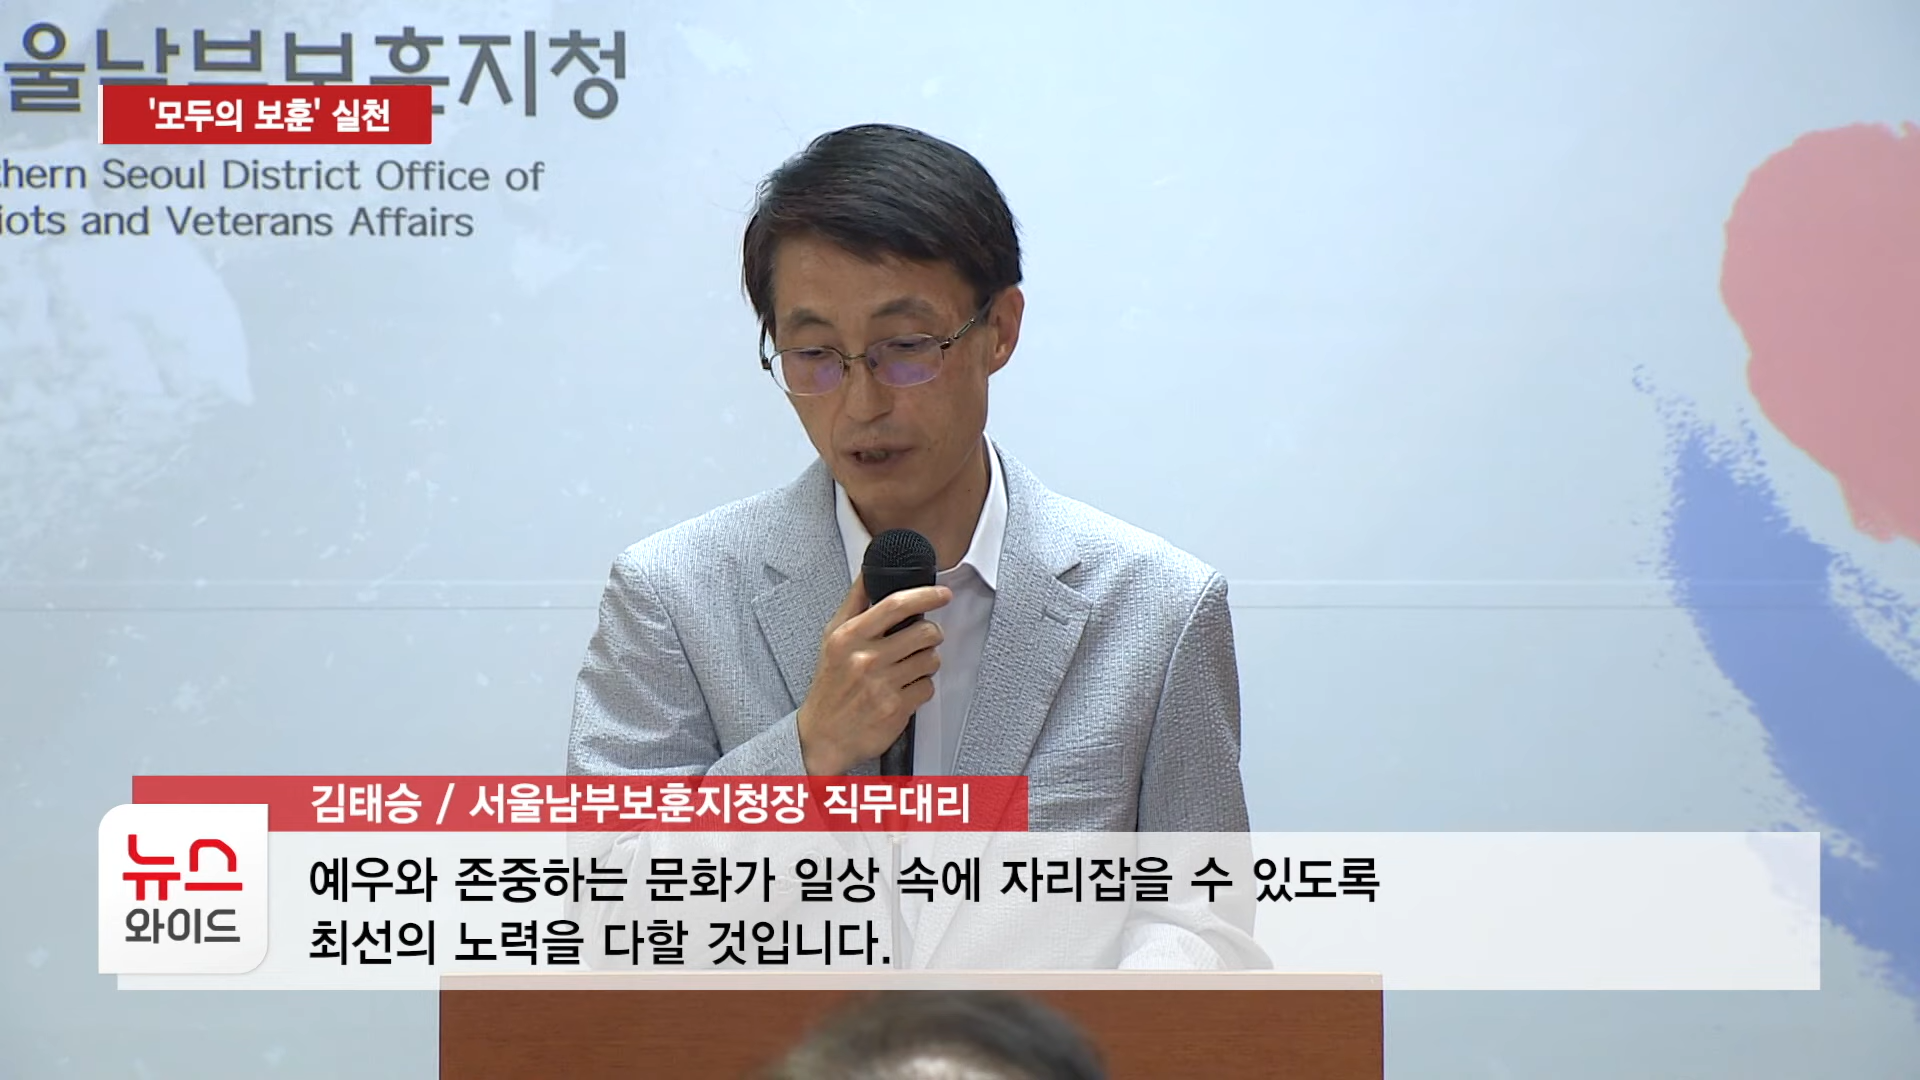 울남부보훈지청
'모두의 보훈' 실천
Seoul District Office of
and Veterans Affairs
김태승 / 서울남부보훈지청장 직무대리
뉴스
와이드
예우와 존중하는 문화가 일상 속에 자리잡을 수 있도록
최선의 노력을 다할 것입니다.